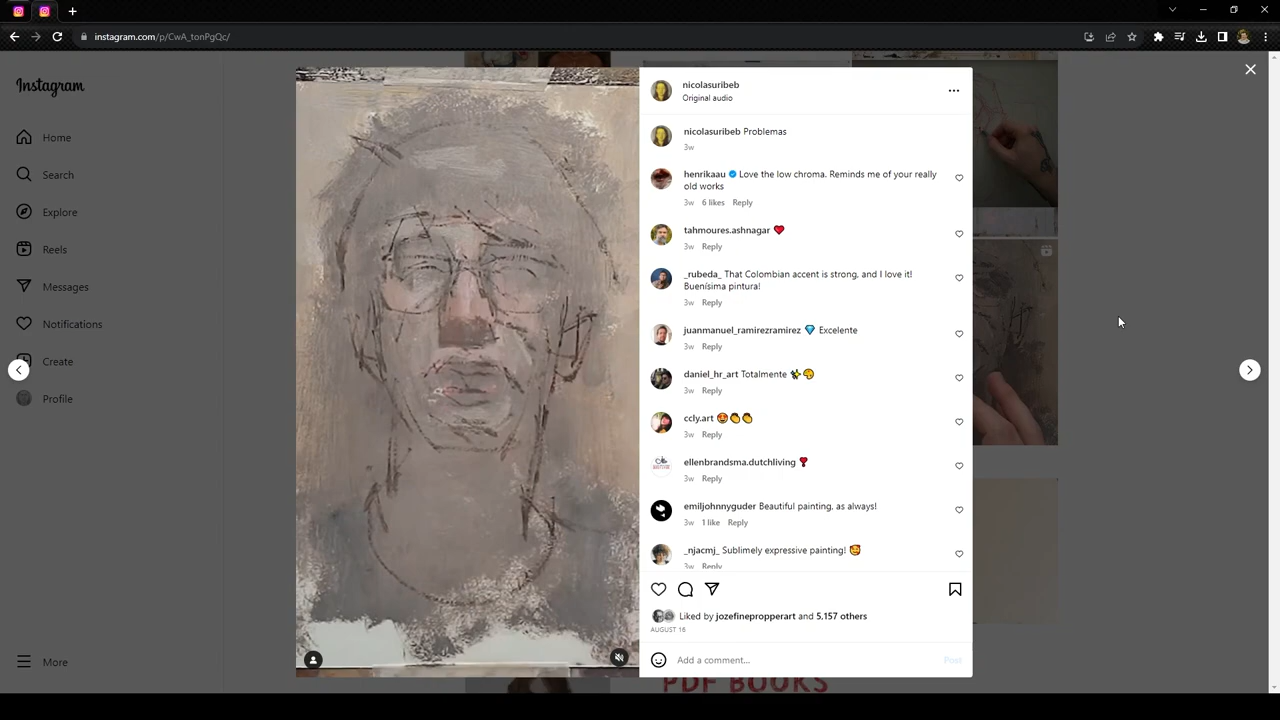 instagram.com/p/CwA_tonPgQc/
Instagram
Home
Search
Explore
Reels
Messages
Notifications
Create
Profile
More
nicolasuribeb
Original audio
nicolasuribeb Problemas
3w
henrikaau Love the low chroma. Reminds me of your really
old works
3w 6 likes Reply
tahmoures.ashnagar ❤️
3w Reply
_rubeda_ That Colombian accent is strong, and I love it!
Buenísima pintura!
3w Reply
juanmanuel_ramirezramirez 💎 Excelente
3w Reply
daniel_hr_art Totalmente
3w Reply
ccly.art 🤩👏👏
3w Reply
ellenbrandsma.dutchliving ❣️
3w Reply
emiljohnnyguder Beautiful painting, as always!
3w 1 like Reply
_njacmj_ Sublimely expressive painting! 🥰
3w Reply
Liked by jozefinepropperart and 5,157 others
AUGUST 16
Add a comment...
Post
PDF BOOKS